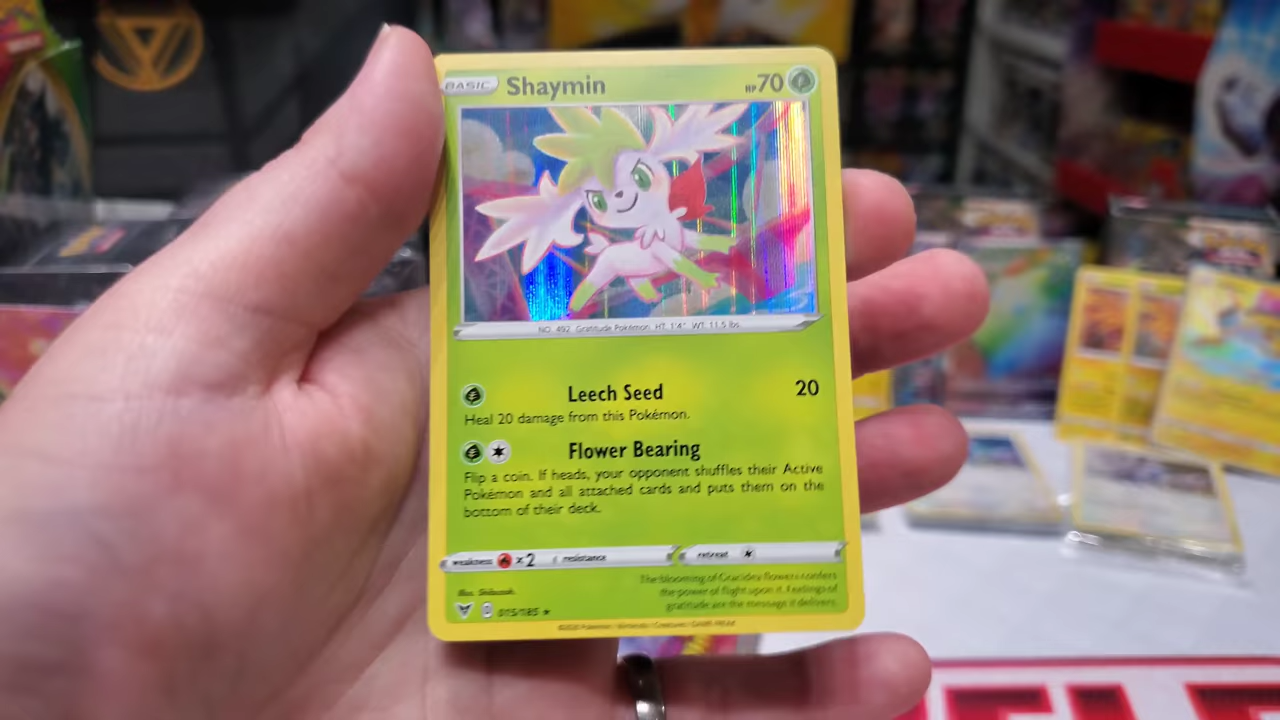 BASIC Shaymin HP70
NO. 492 Gratitude Pokémon HT: 1'4" WT: 11.5 lbs.
Leech Seed 20
Heal 20 damage from this Pokémon.
Flower Bearing
Flip a coin. If heads, your opponent shuffles their Active
Pokémon and all attached cards and puts them on the
bottom of their deck.
weakness x2 resistance retreat
The blooming of Gracidea flowers confers
the power of flight upon it. Feelings of
gratitude are the message it delivers.
Illus. Shibuzoh.
015/185
©2020 Pokémon / Nintendo / Creatures / GAME FREAK